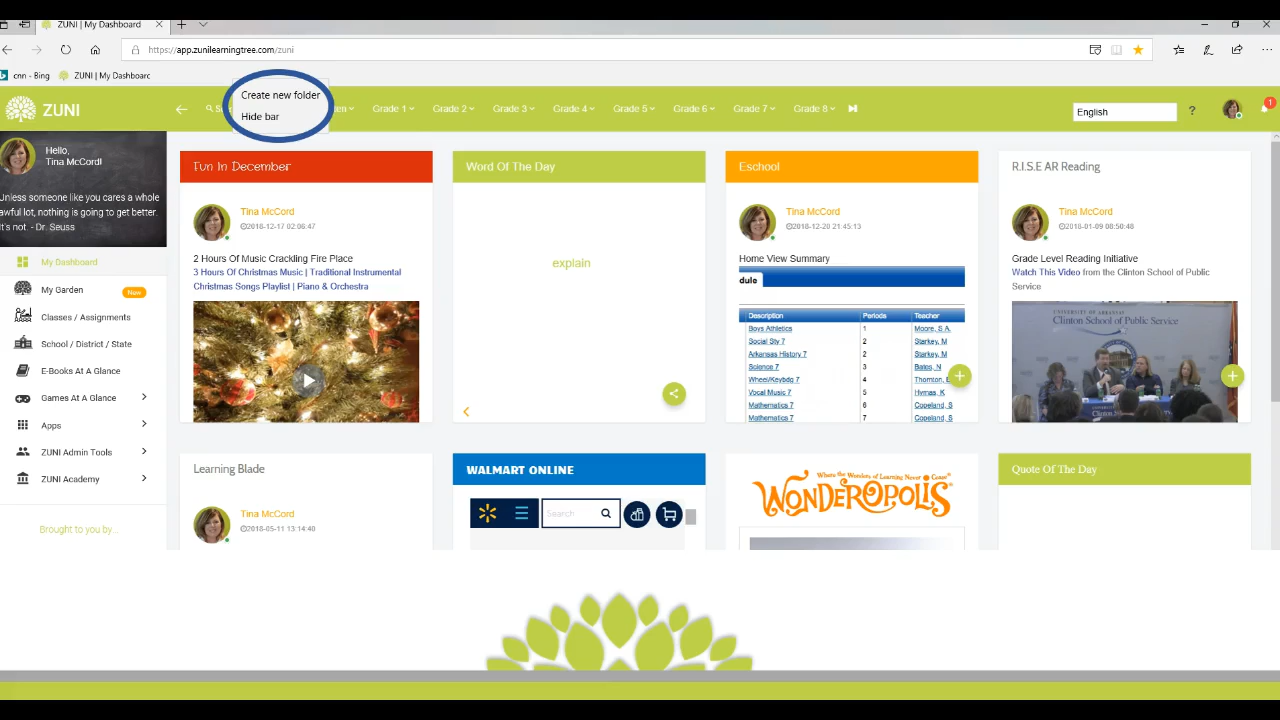 ZUNI | My Dashboard
https://app.zunilearningtree.com/zuni
cnn - Bing ZUNI | My Dashboarc
Create new folder
Hide bar
ZUNI
Grade 1 Grade 2 Grade 3 Grade 4 Grade 5 Grade 6 Grade 7 Grade 8
English ? 1
Hello,
Tina McCord!
Unless someone like you cares a whole
awful lot, nothing is going to get better.
It's not. - Dr. Seuss
My Dashboard
My Garden New
Classes / Assignments
School / District / State
E-Books At A Glance
Games At A Glance
Apps
ZUNI Admin Tools
ZUNI Academy
Brought to you by...
Fun In December
Tina McCord
2018-12-17 02:06:47
2 Hours Of Music Crackling Fire Place
3 Hours Of Christmas Music | Traditional Instrumental
Christmas Songs Playlist | Piano & Orchestra
Word Of The Day
explain
Eschool
Tina McCord
2018-12-20 21:45:13
Home View Summary
dule
Description Periods Teacher
Boys Athletics 1 Moore, S A
Social Sty 7 2 Starkey, M
Arkansas History 7 2 Starkey, M
Science 7 3 Bates, N
Wheel/Keybdg 7 4 Thornton,
Vocal Music 7 5 Hymas, K
Mathematics 7 6 Copeland, S
Mathematics 7 7 Copeland, S
R.I.S.E AR Reading
Tina McCord
2018-01-09 08:50:48
Grade Level Reading Initiative
Watch This Video from the Clinton School of Public
Service
UNIVERSITY OF ARKANSAS
Clinton School of Public Service
Learning Blade
Tina McCord
2018-05-11 13:14:40
WALMART ONLINE
Search
Where the Wonders of Learning Never Cease
WONDEROPOLIS
Quote Of The Day